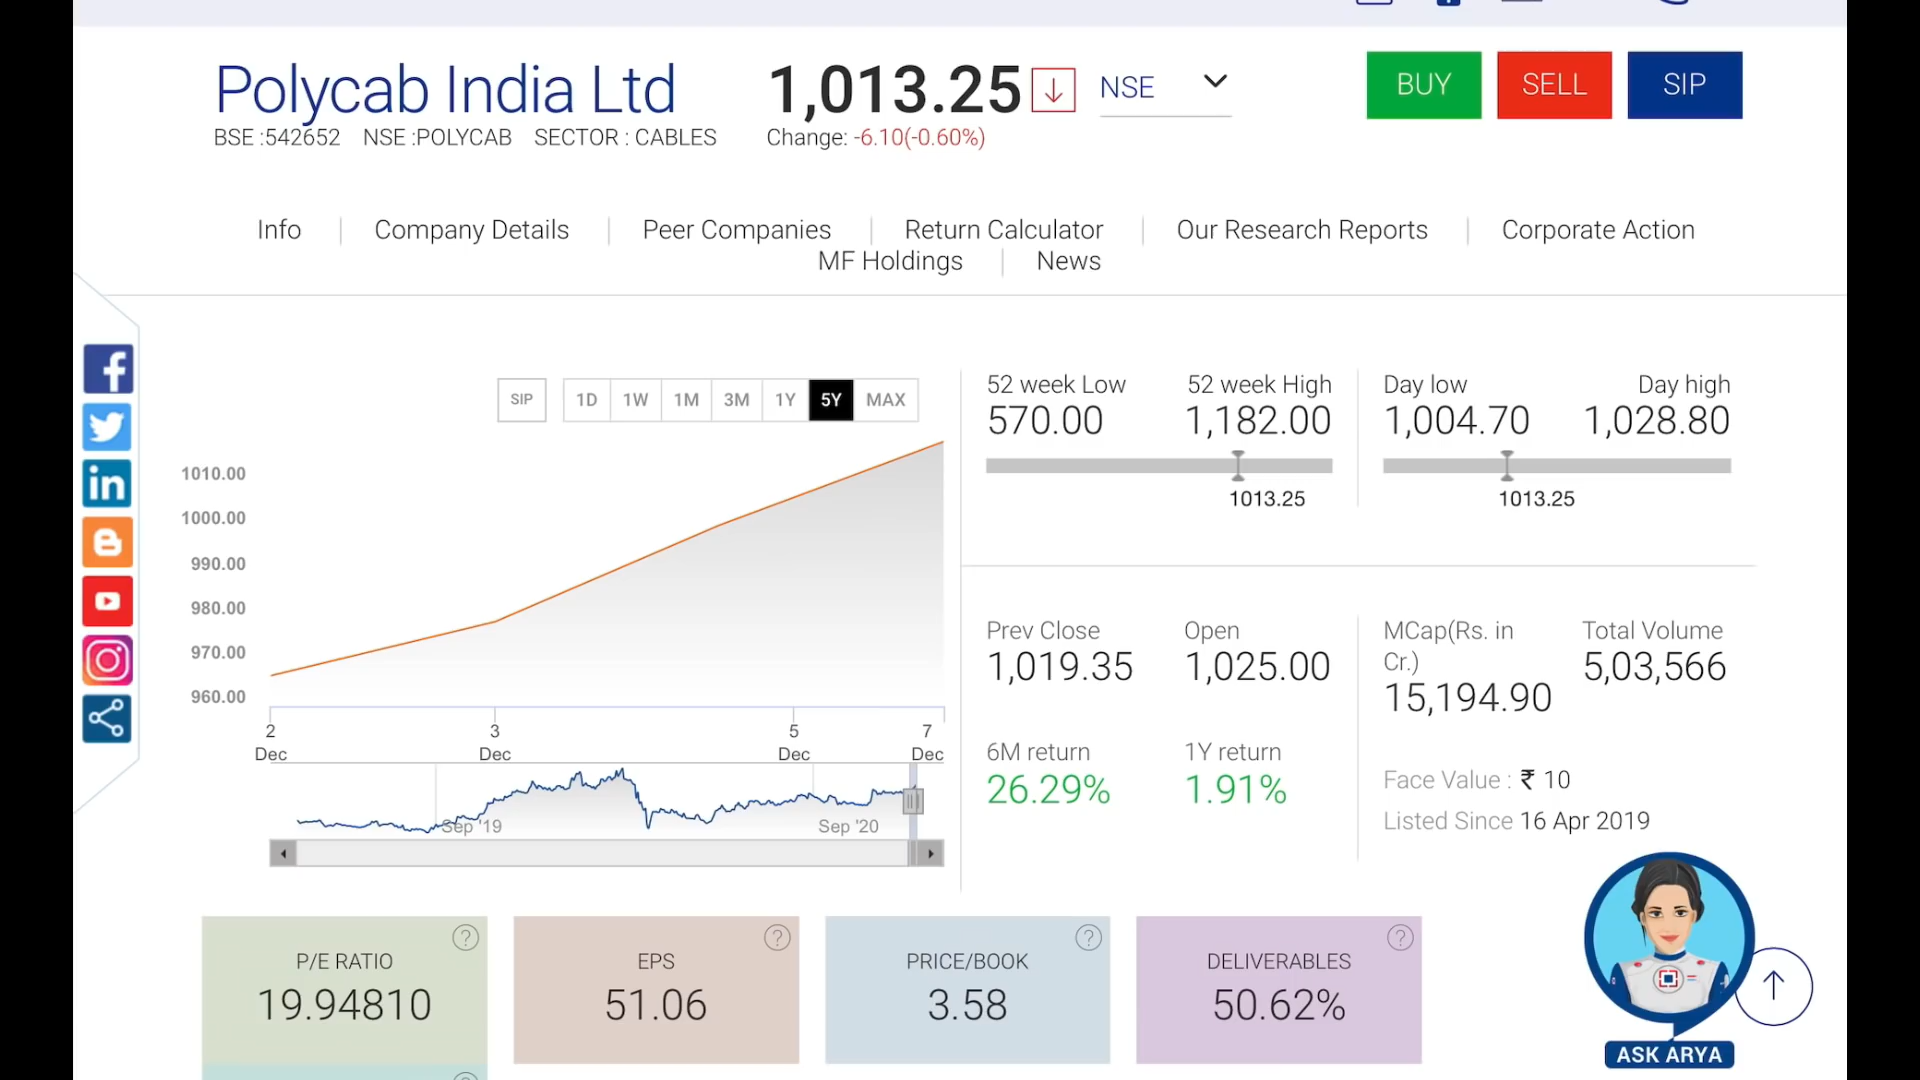 Polycab India Ltd
1,013.25
NSE
BUY
SELL
SIP
BSE :542652 NSE :POLYCAB SECTOR : CABLES
Change: -6.10(-0.60%)
Info
Company Details
Peer Companies
Return Calculator
Our Research Reports
Corporate Action
MF Holdings
News
SIP
1D
1W
1M
3M
1Y
5Y
MAX
1010.00
1000.00
990.00
980.00
970.00
960.00
2
Dec
3
Dec
5
Dec
7
Dec
Sep '19
Sep '20
52 week Low
570.00
52 week High
1,182.00
1013.25
Day low
1,004.70
Day high
1,028.80
1013.25
Prev Close
1,019.35
Open
1,025.00
6M return
26.29%
1Y return
1.91%
MCap(Rs. in
Cr.)
15,194.90
Total Volume
5,03,566
Face Value : ₹ 10
Listed Since 16 Apr 2019
P/E RATIO
19.94810
?
EPS
51.06
?
PRICE/BOOK
3.58
?
DELIVERABLES
50.62%
?
ASK ARYA